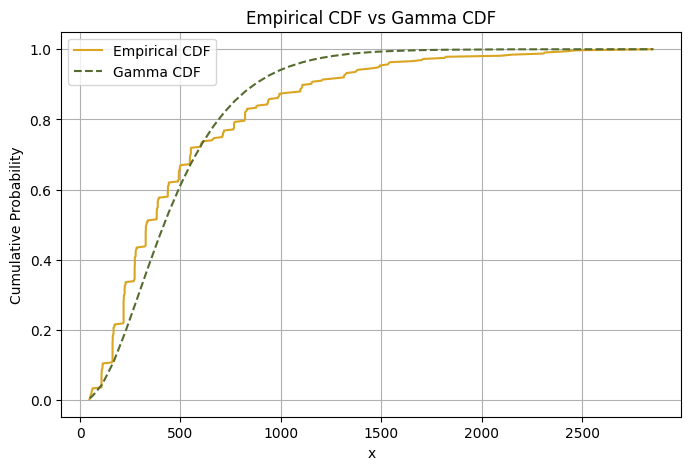 Empirical CDF vs Gamma CDF
Empirical CDF
Gamma CDF
Cumulative Probability
1.0
0.8
0.6
0.4
0.2
0.0
0 500 1000 1500 2000 2500
x